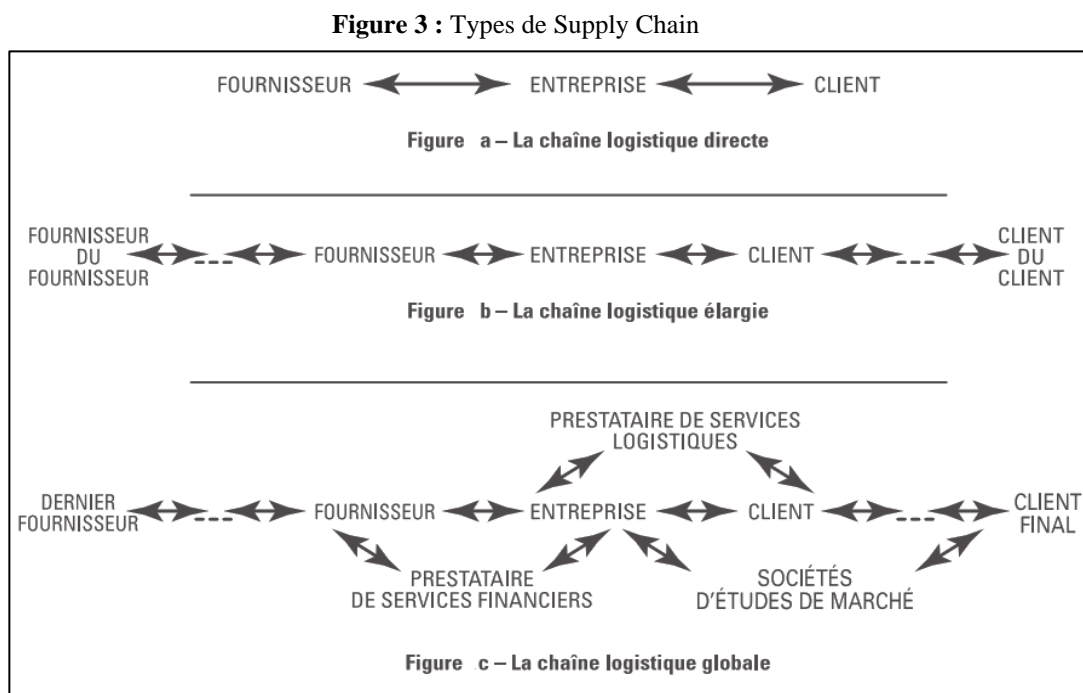 Figure 3 : Types de Supply Chain
FOURNISSEUR ENTREPRISE CLIENT
Figure a – La chaîne logistique directe
FOURNISSEUR
DU
FOURNISSEUR
FOURNISSEUR ENTREPRISE CLIENT
CLIENT
DU
CLIENT
Figure b – La chaîne logistique élargie
PRESTATAIRE DE SERVICES
LOGISTIQUES
DERNIER
FOURNISSEUR
FOURNISSEUR ENTREPRISE CLIENT
CLIENT
FINAL
PRESTATAIRE
DE SERVICES FINANCIERS
SOCIÉTÉS
D'ÉTUDES DE MARCHÉ
Figure c – La chaîne logistique globale